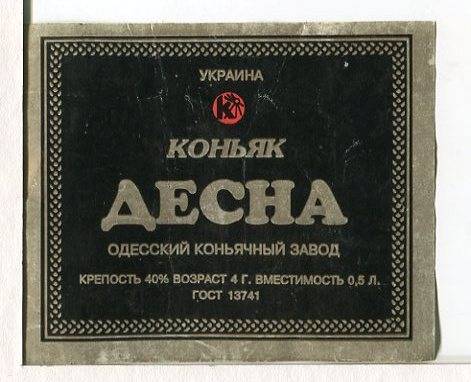 УКРАИНА
КОНЬЯК
ДЕСНА
ОДЕССКИЙ КОНЬЯЧНЫЙ ЗАВОД
КРЕПОСТЬ 40% ВОЗРАСТ 4 Г. ВМЕСТИМОСТЬ 0,5 Л.
ГОСТ 13741